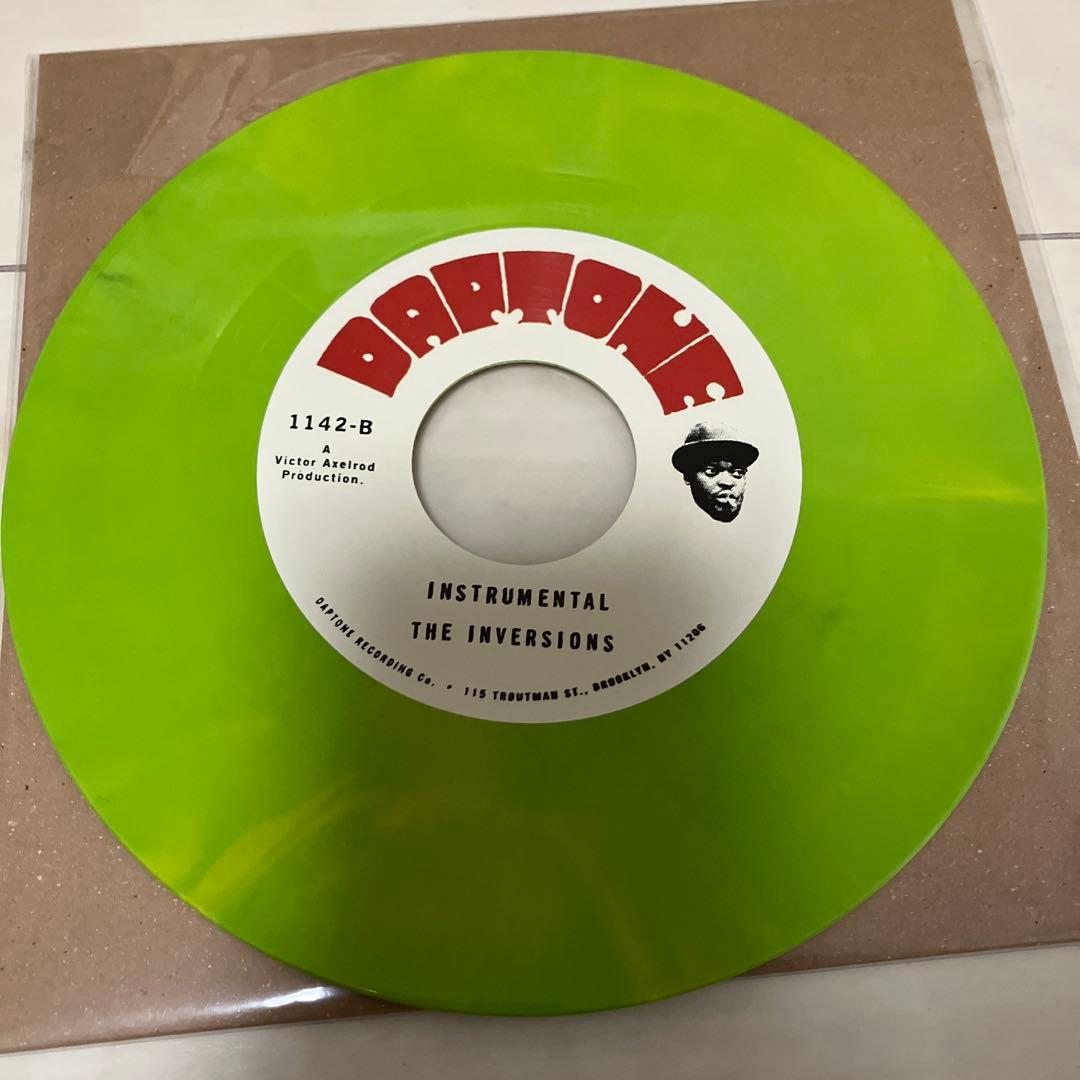 DAPTONE
1142-B
A
Victor Axelrod
Production.
INSTRUMENTAL
THE INVERSIONS
DAPTONE RECORDING Co. • 115 TROUTMAN ST., BROOKLYN, NY 11206